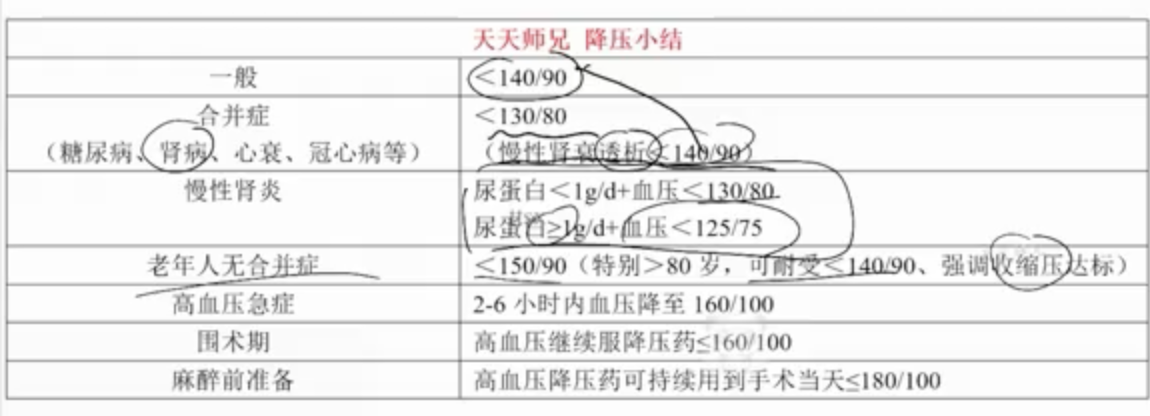 天天师兄 降压小结
一般 <140/90
合并症 <130/80
（糖尿病、肾病、心衰、冠心病等） （慢性肾衰透析<140/90）
慢性肾炎 尿蛋白<1g/d+血压<130/80
尿蛋白≥1g/d+血压<125/75
老年人无合并症 <150/90（特别>80 岁，可耐受<140/90、强调收缩压达标）
高血压急症 2-6 小时内血压降至 160/100
围术期 高血压继续服降压药≤160/100
麻醉前准备 高血压降压药可持续用到手术当天≤180/100